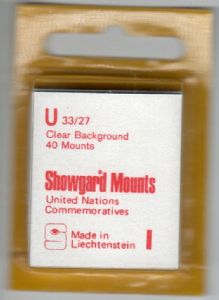 U 33/27
Clear Background
40 Mounts
Showgard Mounts
United Nations
Commemoratives
Made in
Liechtenstein